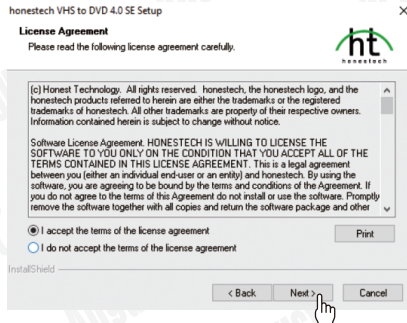 honestech VHS to DVD 4.0 SE Setup
License Agreement
Please read the following license agreement carefully.
ht
honestech
(c) Honest Technology. All rights reserved. honestech, the honestech logo, and the
honestech products referred to herein are either the trademarks or the registered
trademarks of honestech. All other trademarks are property of their respective owners.
Information contained herein is subject to change without notice.
Software License Agreement. HONESTECH IS WILLING TO LICENSE THE
SOFTWARE TO YOU ONLY ON THE CONDITION THAT YOU ACCEPT ALL OF THE
TERMS CONTAINED IN THIS LICENSE AGREEMENT. This is a legal agreement
between you (either an individual end-user or an entity) and honestech. By using the
software, you are agreeing to be bound by the terms and conditions of the Agreement. If
you do not agree to the terms of this Agreement do not install or use the software. Promptly
remove the software together with all copies and return the software package and other
I accept the terms of the license agreement
Print
I do not accept the terms of the license agreement
InstallShield
< Back
Next >
Cancel